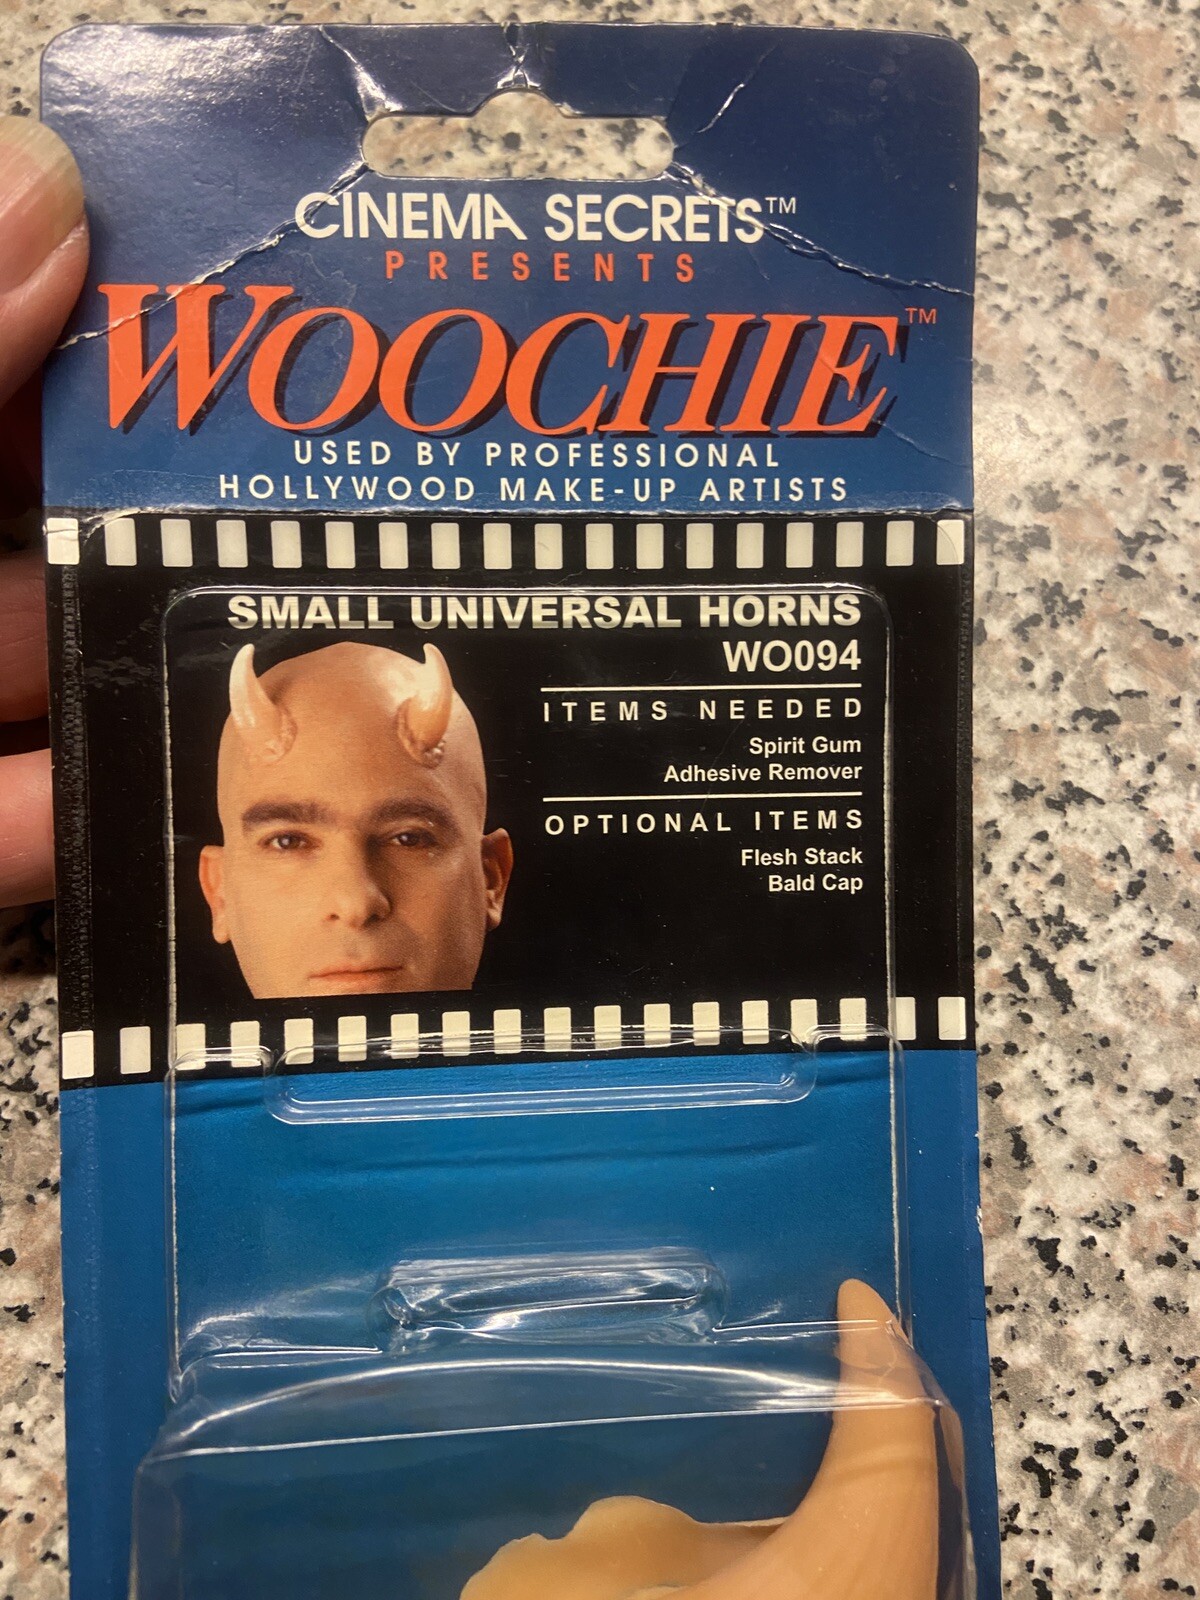 CINEMA SECRETS™
PRESENTS
WOOCHIE™
USED BY PROFESSIONAL
HOLLYWOOD MAKE-UP ARTISTS
SMALL UNIVERSAL HORNS
WO094
ITEMS NEEDED
Spirit Gum
Adhesive Remover
OPTIONAL ITEMS
Flesh Stack
Bald Cap